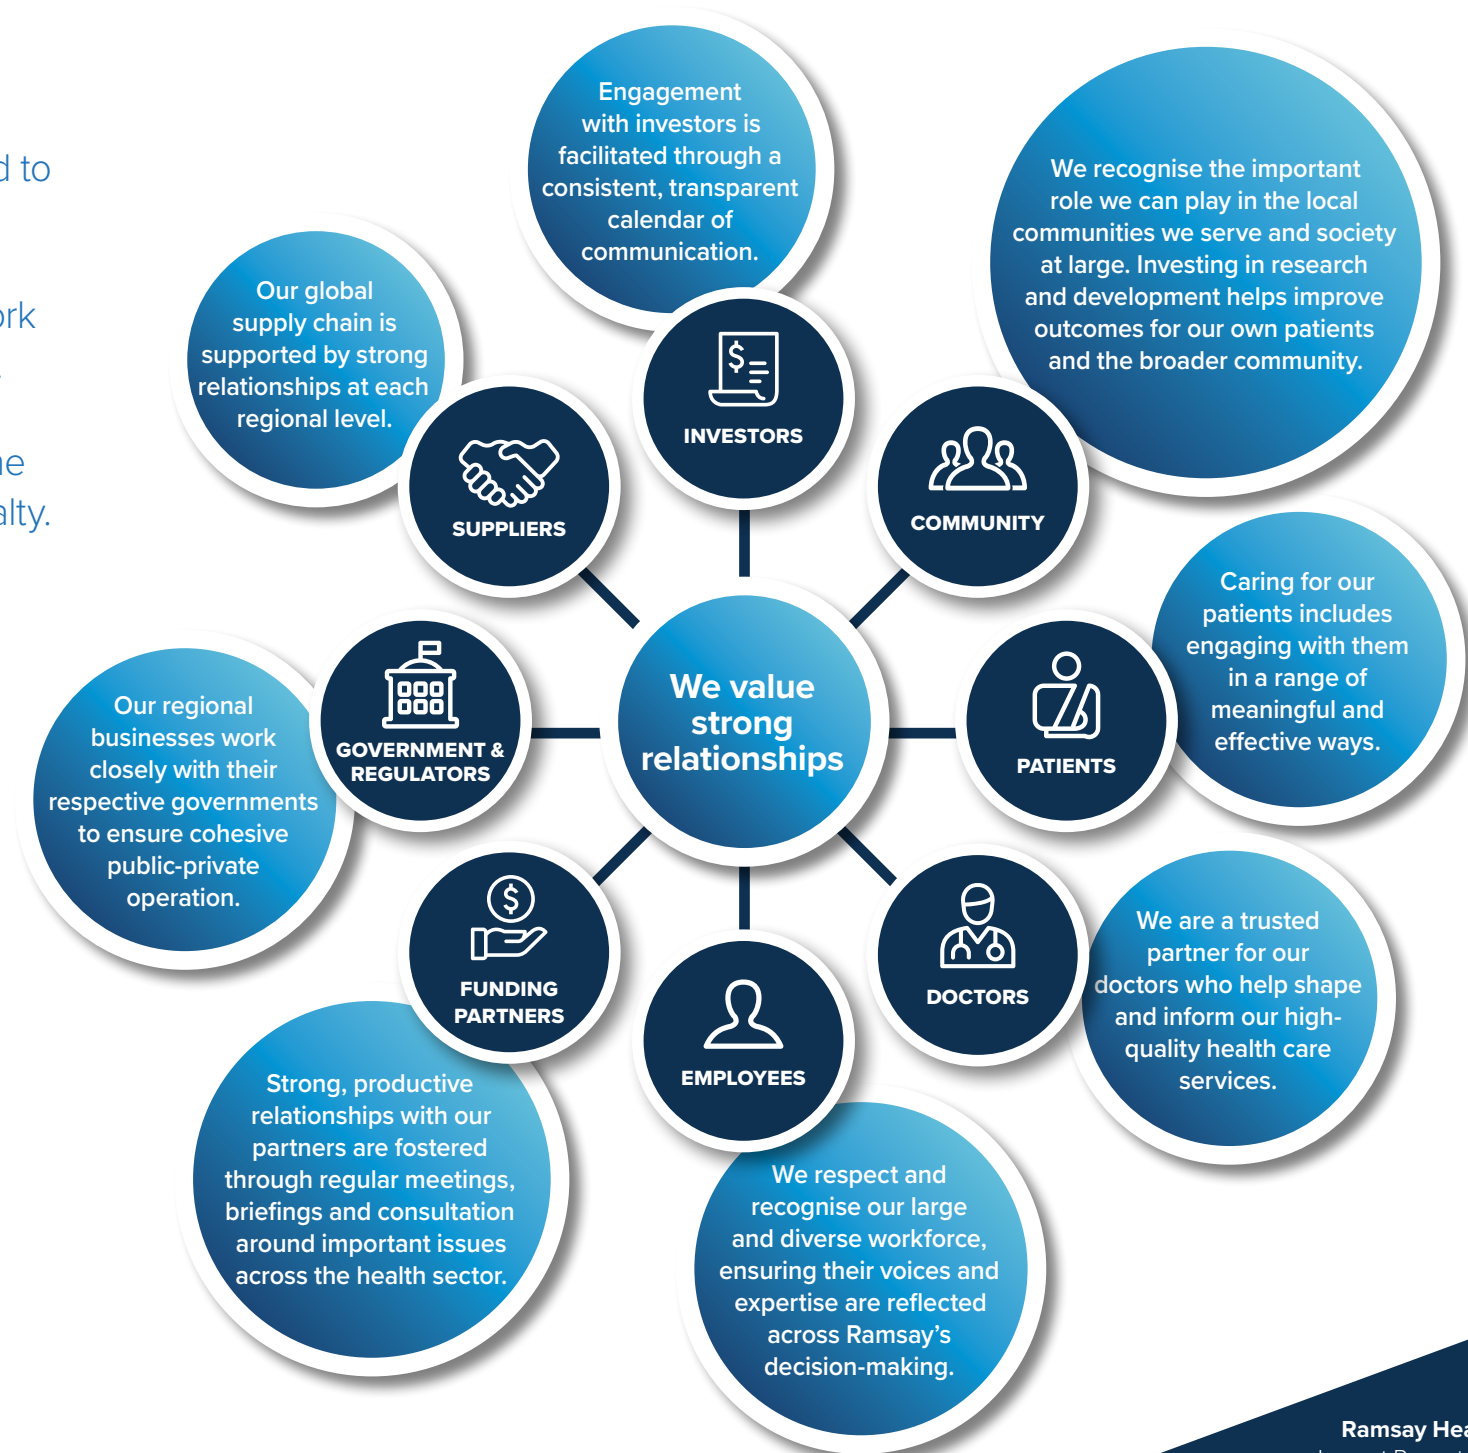 d to
ork
ne
alty.
Engagement
with investors is
facilitated through a
consistent, transparent
calendar of
communication.
INVESTORS
We recognise the important
role we can play in the local
communities we serve and society
at large. Investing in research
and development helps improve
outcomes for our own patients
and the broader community.
COMMUNITY
Our global
supply chain is
supported by strong
relationships at each
regional level.
SUPPLIERS
Caring for our
patients includes
engaging with them
in a range of
meaningful and
effective ways.
PATIENTS
We value
strong
relationships
Our regional
businesses work
closely with their
respective governments
to ensure cohesive
public-private
operation.
GOVERNMENT &
REGULATORS
We are a trusted
partner for our
doctors who help shape
and inform our high-
quality health care
services.
DOCTORS
FUNDING
PARTNERS
Strong, productive
relationships with our
partners are fostered
through regular meetings,
briefings and consultation
around important issues
across the health sector.
EMPLOYEES
We respect and
recognise our large
and diverse workforce,
ensuring their voices and
expertise are reflected
across Ramsay’s
decision-making.
Ramsay Hea